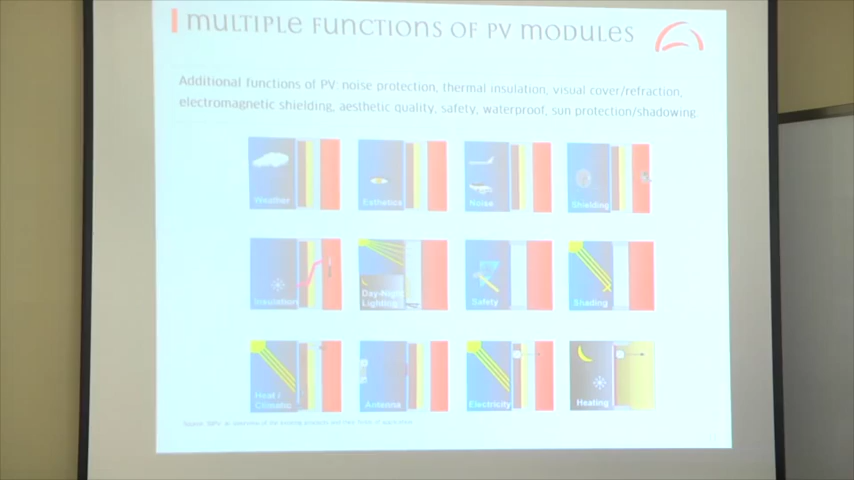 MULTIPLE FUNCTIONS OF PV MODULES
Additional functions of PV: noise protection, thermal insulation, visual cover/refraction,
electromagnetic shielding, aesthetic quality, safety, waterproof, sun protection/shadowing.
Weather Esthetics Noise Shielding
Insulation Day-Night Lighting Safety Shading
Heat / Climatic Antenna Electricity Heating